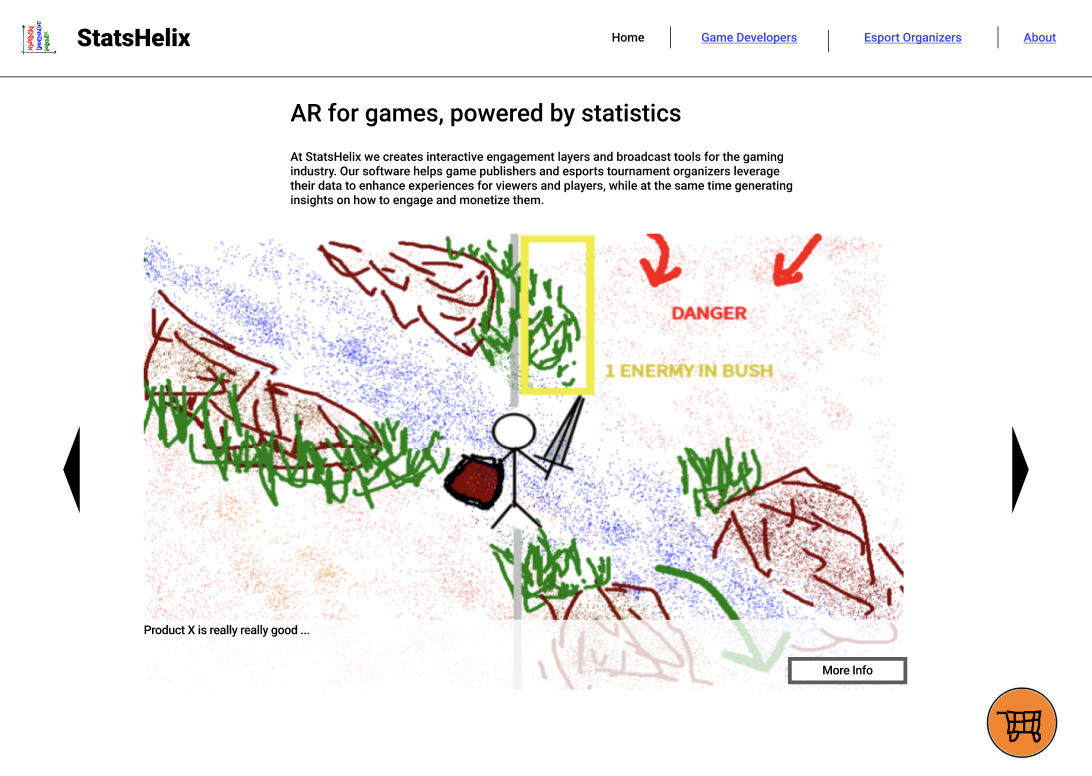 StatsHelix
Home
Game Developers
Esport Organizers
About
AR for games, powered by statistics
At StatsHelix we creates interactive engagement layers and broadcast tools for the gaming
industry. Our software helps game publishers and esports tournament organizers leverage
their data to enhance experiences for viewers and players, while at the same time generating
insights on how to engage and monetize them.
DANGER
1 ENERMY IN BUSH
Product X is really really good ...
More Info